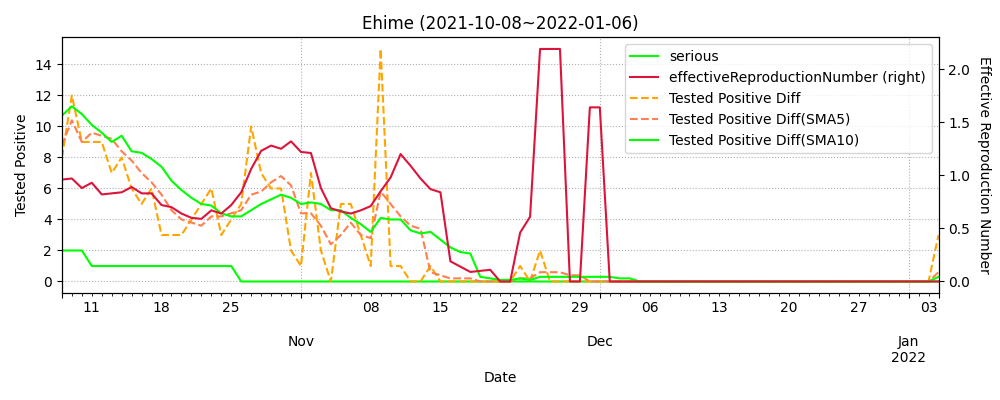 Ehime (2021-10-08~2022-01-06)
serious
effectiveReproductionNumber (right)
Tested Positive Diff
Tested Positive Diff(SMA5)
Tested Positive Diff(SMA10)
Tested Positive
14
12
10
8
6
4
2
0
Effective Reproduction Number
2.0
1.5
1.0
0.5
0.0
11 18 25 08 15 22 29 06 13 20 27 03
Nov Dec Jan
2022
Date